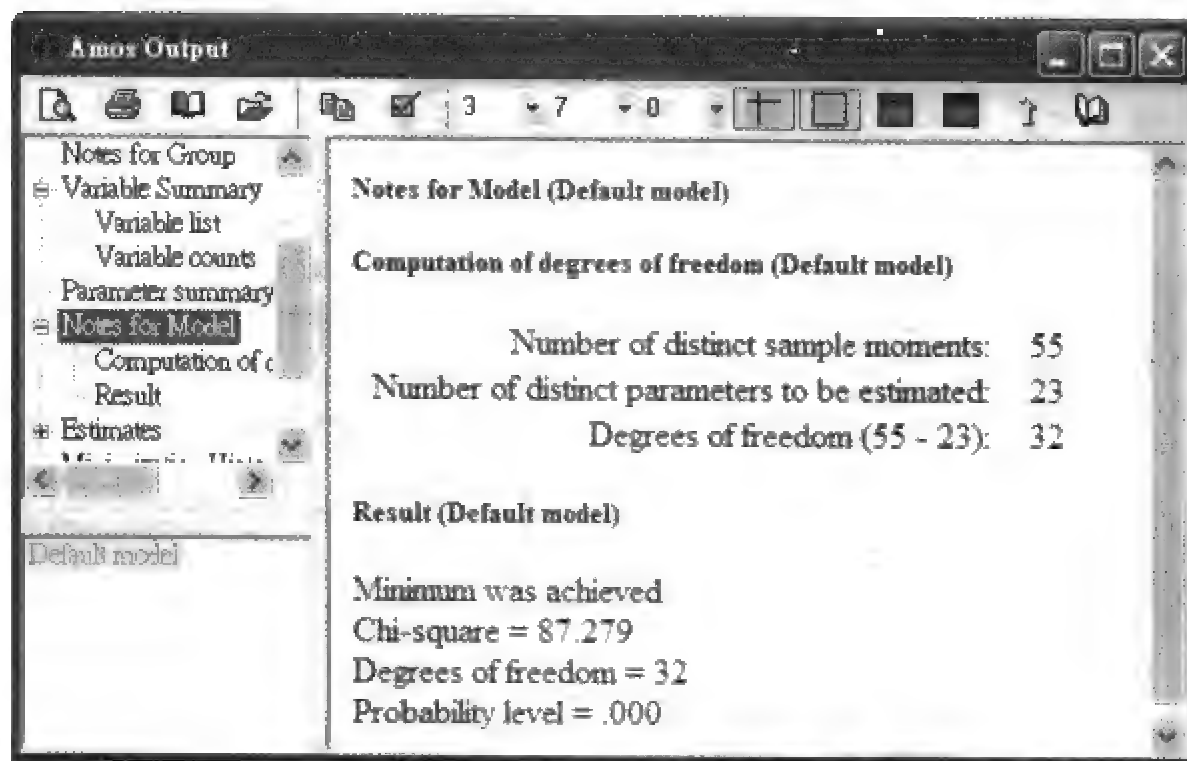 Amos Output
3 7 0
Notes for Group
Variable Summary
Variable list
Variable counts
Parameter summary
Notes for Model
Computation of c
Result
Estimates
Default model
Notes for Model (Default model)
Computation of degrees of freedom (Default model)
Number of distinct sample moments: 55
Number of distinct parameters to be estimated: 23
Degrees of freedom (55 - 23): 32
Result (Default model)
Minimum was achieved
Chi-square = 87.279
Degrees of freedom = 32
Probability level = .000